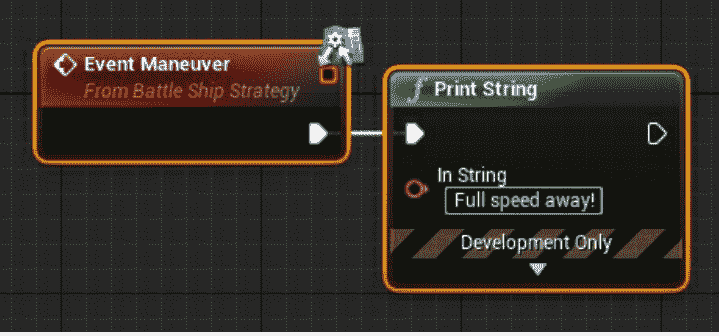 Event Maneuver
From Battle Ship Strategy
Print String
In String
Full speed away!
Development Only